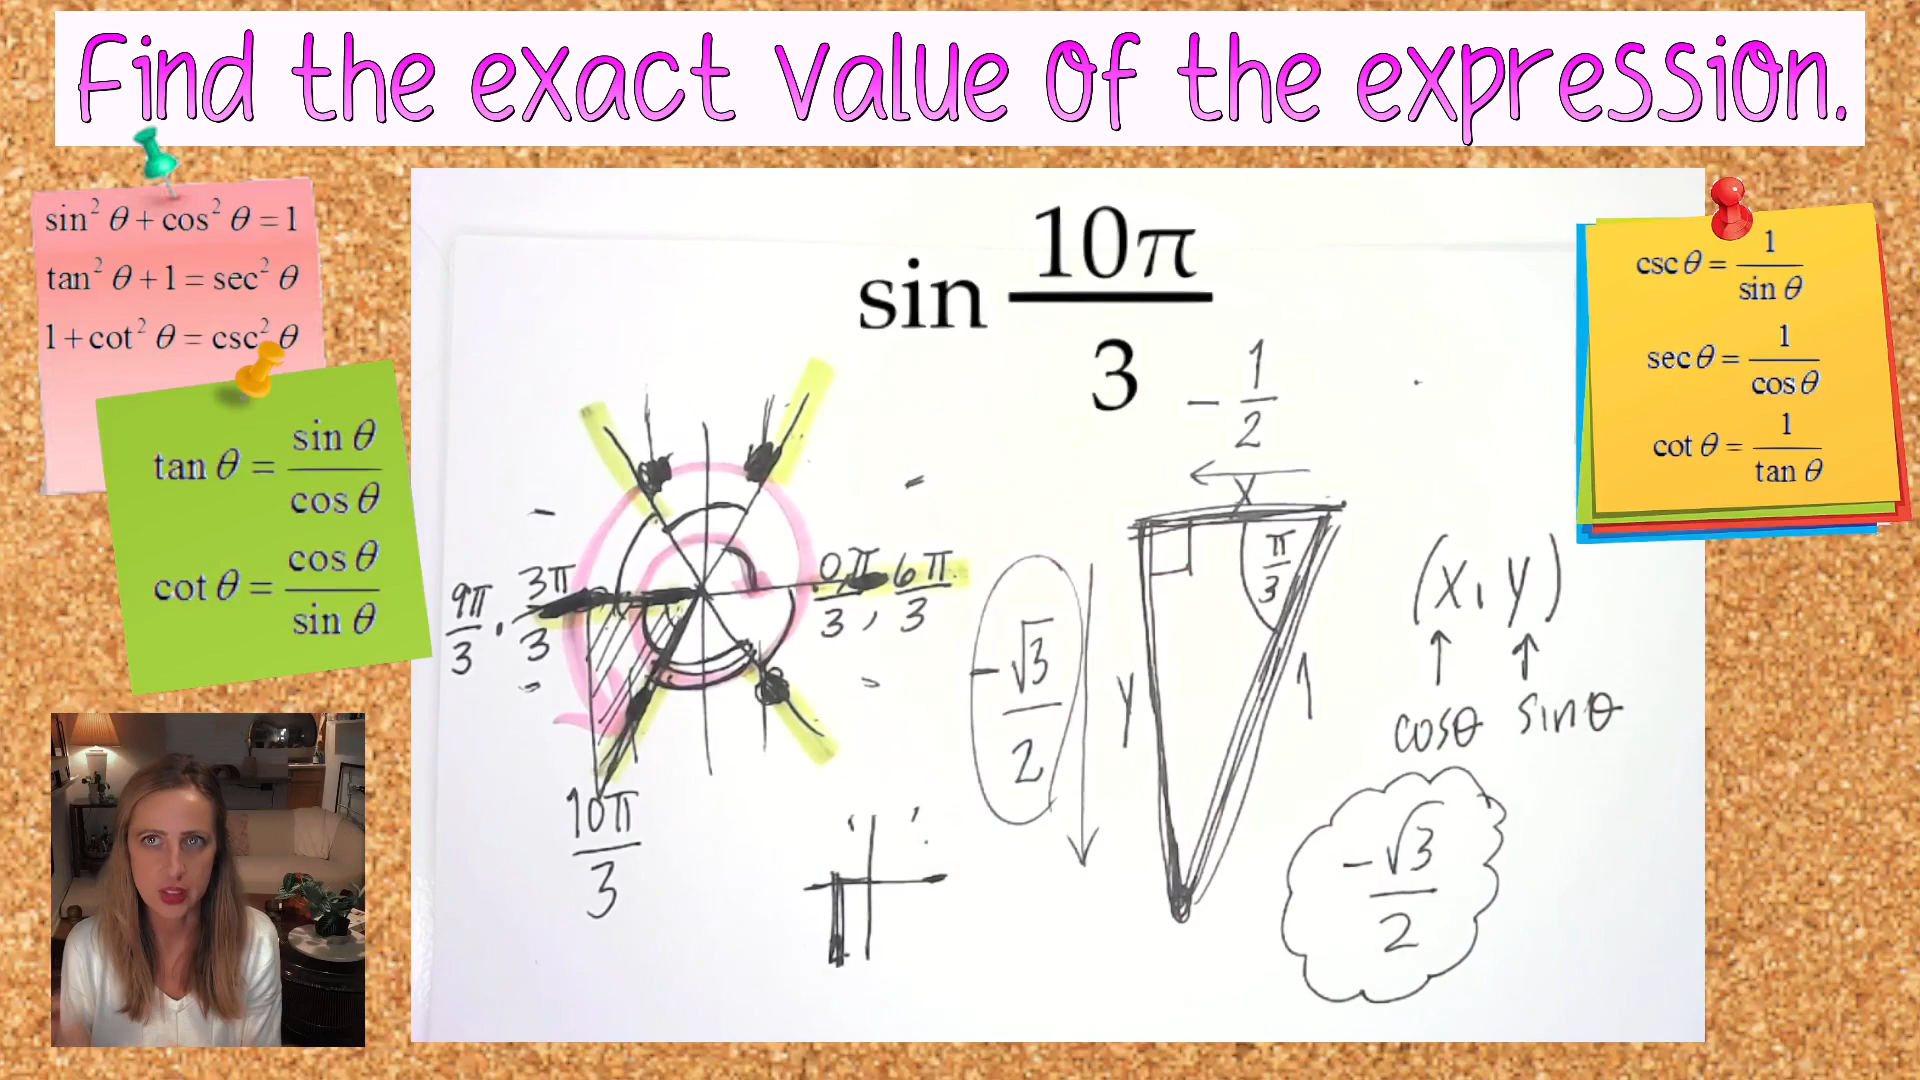 Find the exact value of the expression.
sin² θ + cos² θ = 1
tan² θ + 1 = sec² θ
1 + cot² θ = csc² θ
tan θ = sin θ / cos θ
cot θ = cos θ / sin θ
sin 10π / 3
csc θ = 1 / sin θ
sec θ = 1 / cos θ
cot θ = 1 / tan θ
9π / 3 , 3π / 3
0π / 3 , 6π / 3
10π / 3
- 1 / 2
x
π / 3
- √3 / 2
y
1
(x, y)
↑ ↑
cosθ sinθ
-√3 / 2